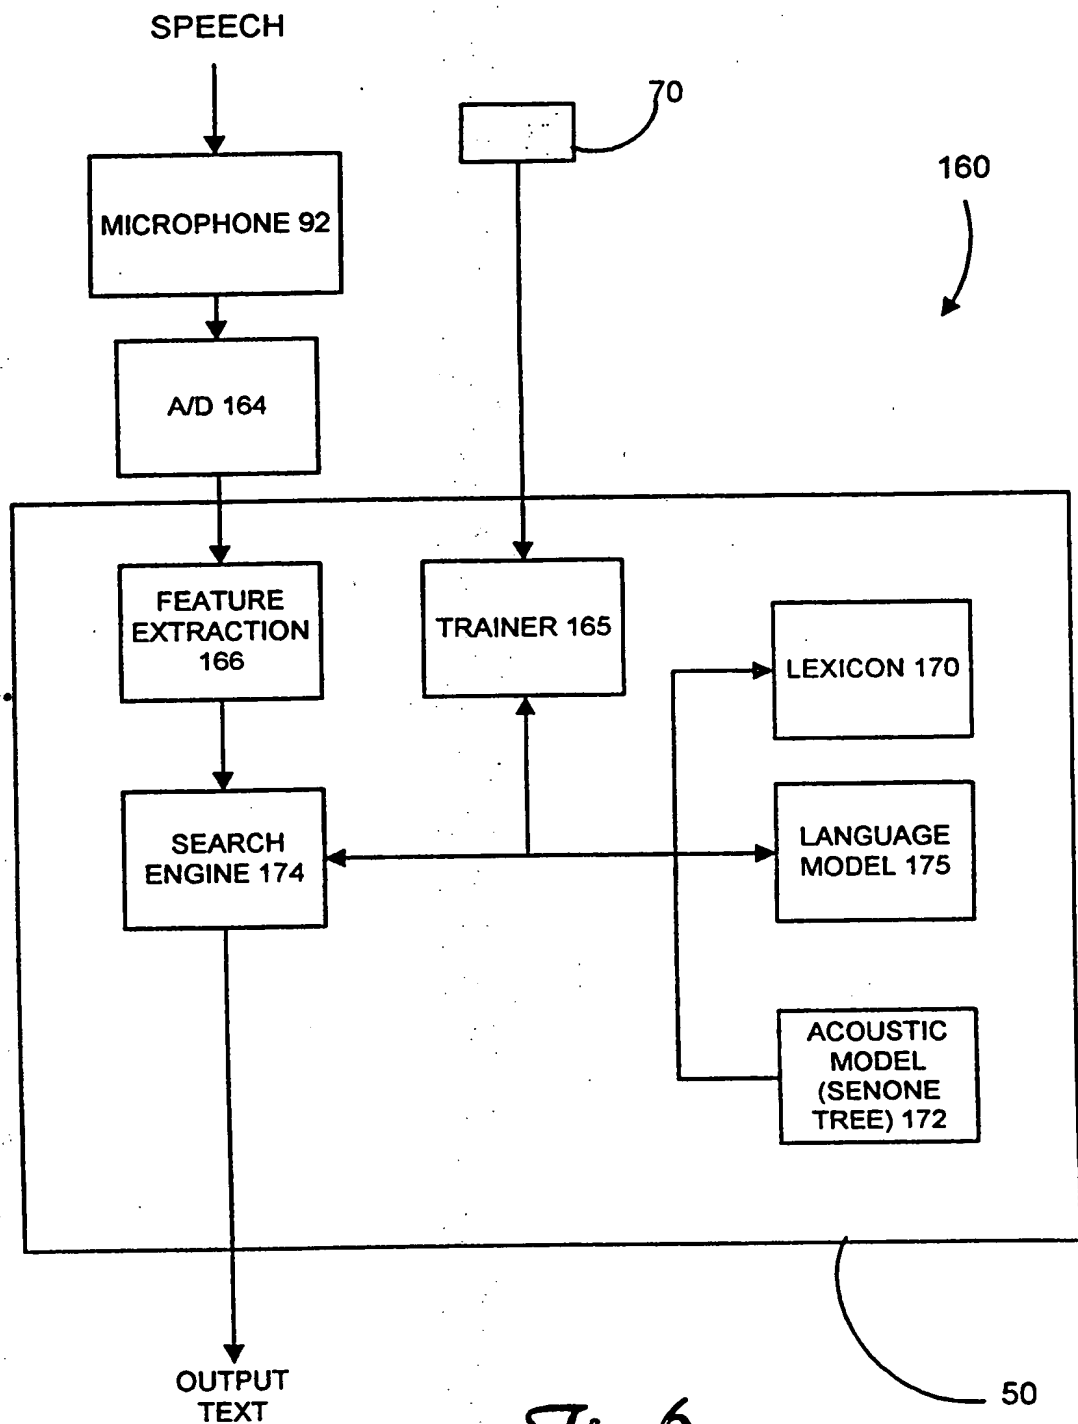 SPEECH
70
160
MICROPHONE 92
A/D 164
FEATURE
EXTRACTION
166
TRAINER 165
LEXICON 170
SEARCH
ENGINE 174
LANGUAGE
MODEL 175
ACOUSTIC
MODEL
(SENONE
TREE) 172
OUTPUT
TEXT
50